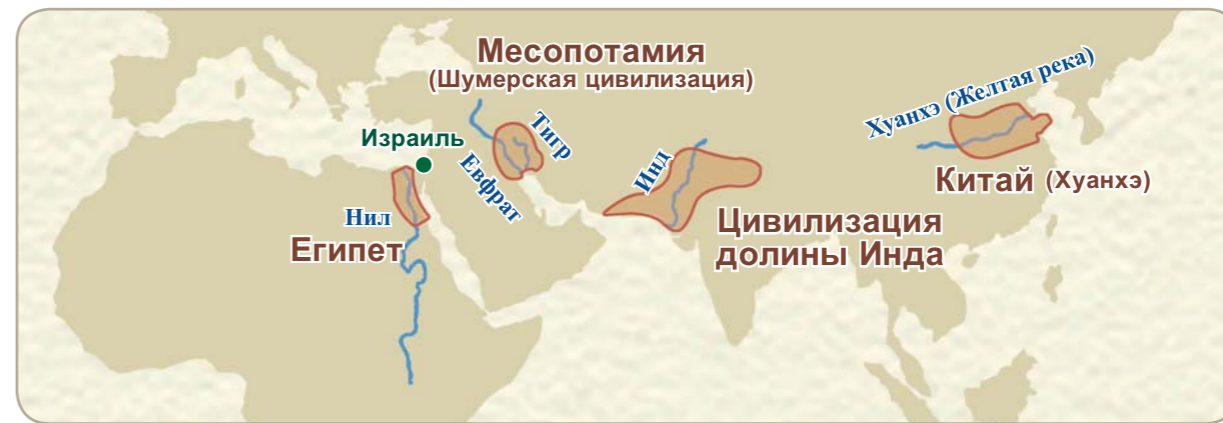 Месопотамия
(Шумерская цивилизация)
Израиль
Тигр
Евфрат
Нил
Египет
Инд
Цивилизация
долины Инда
Хуанхэ (Желтая река)
Китай (Хуанхэ)